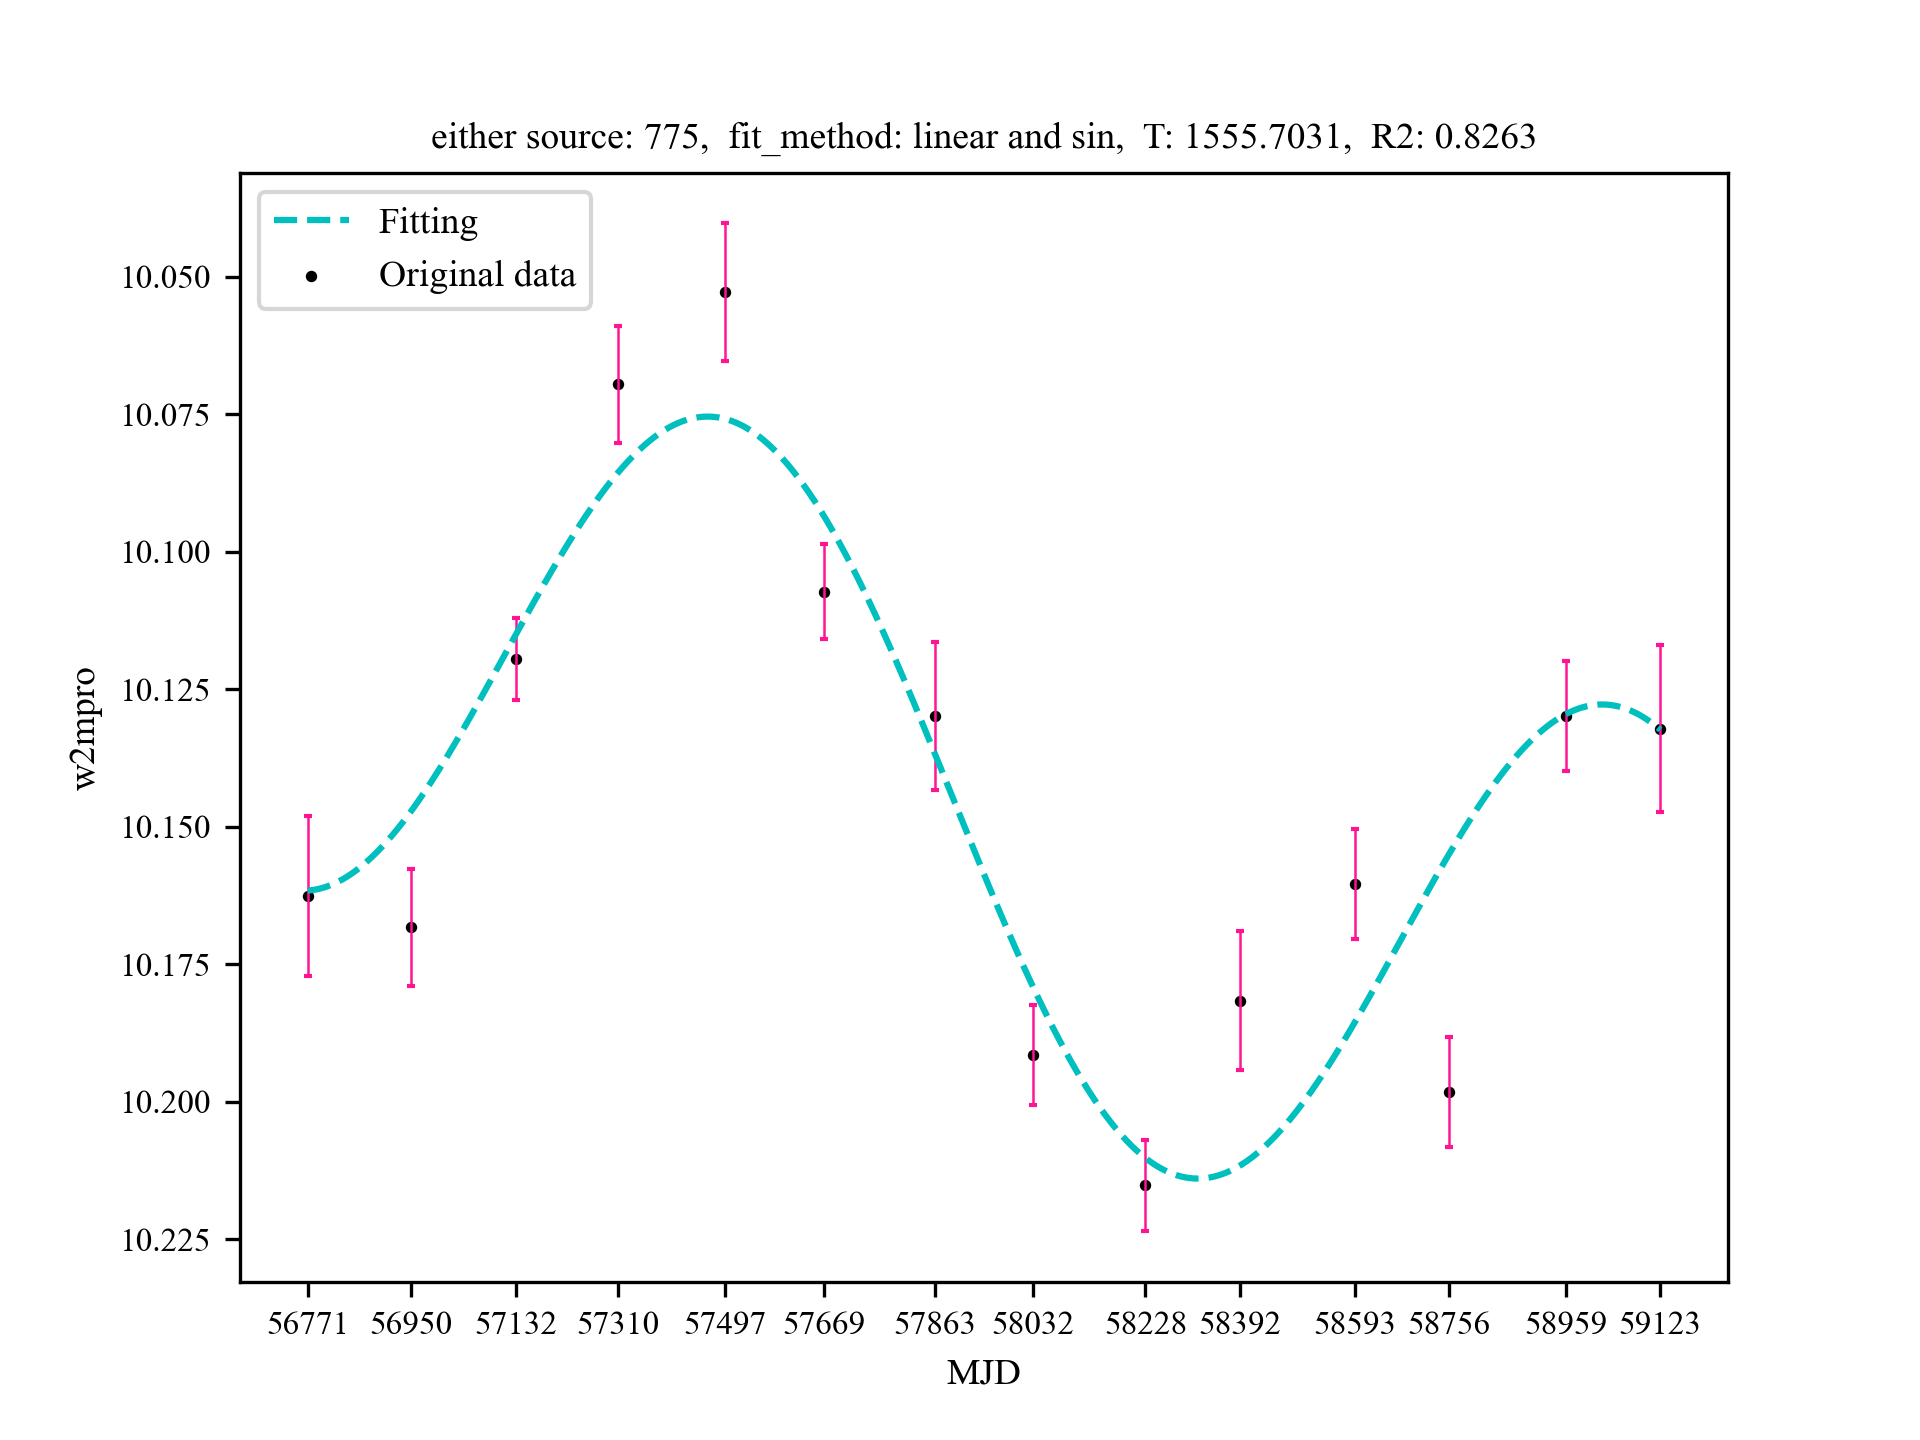 either source: 775,  fit_method: linear and sin,  T: 1555.7031,  R2: 0.8263
Fitting
Original data
10.050
10.075
10.100
10.125
10.150
10.175
10.200
10.225
w2mpro
56771 56950 57132 57310 57497 57669 57863 58032 58228 58392 58593 58756 58959 59123
MJD